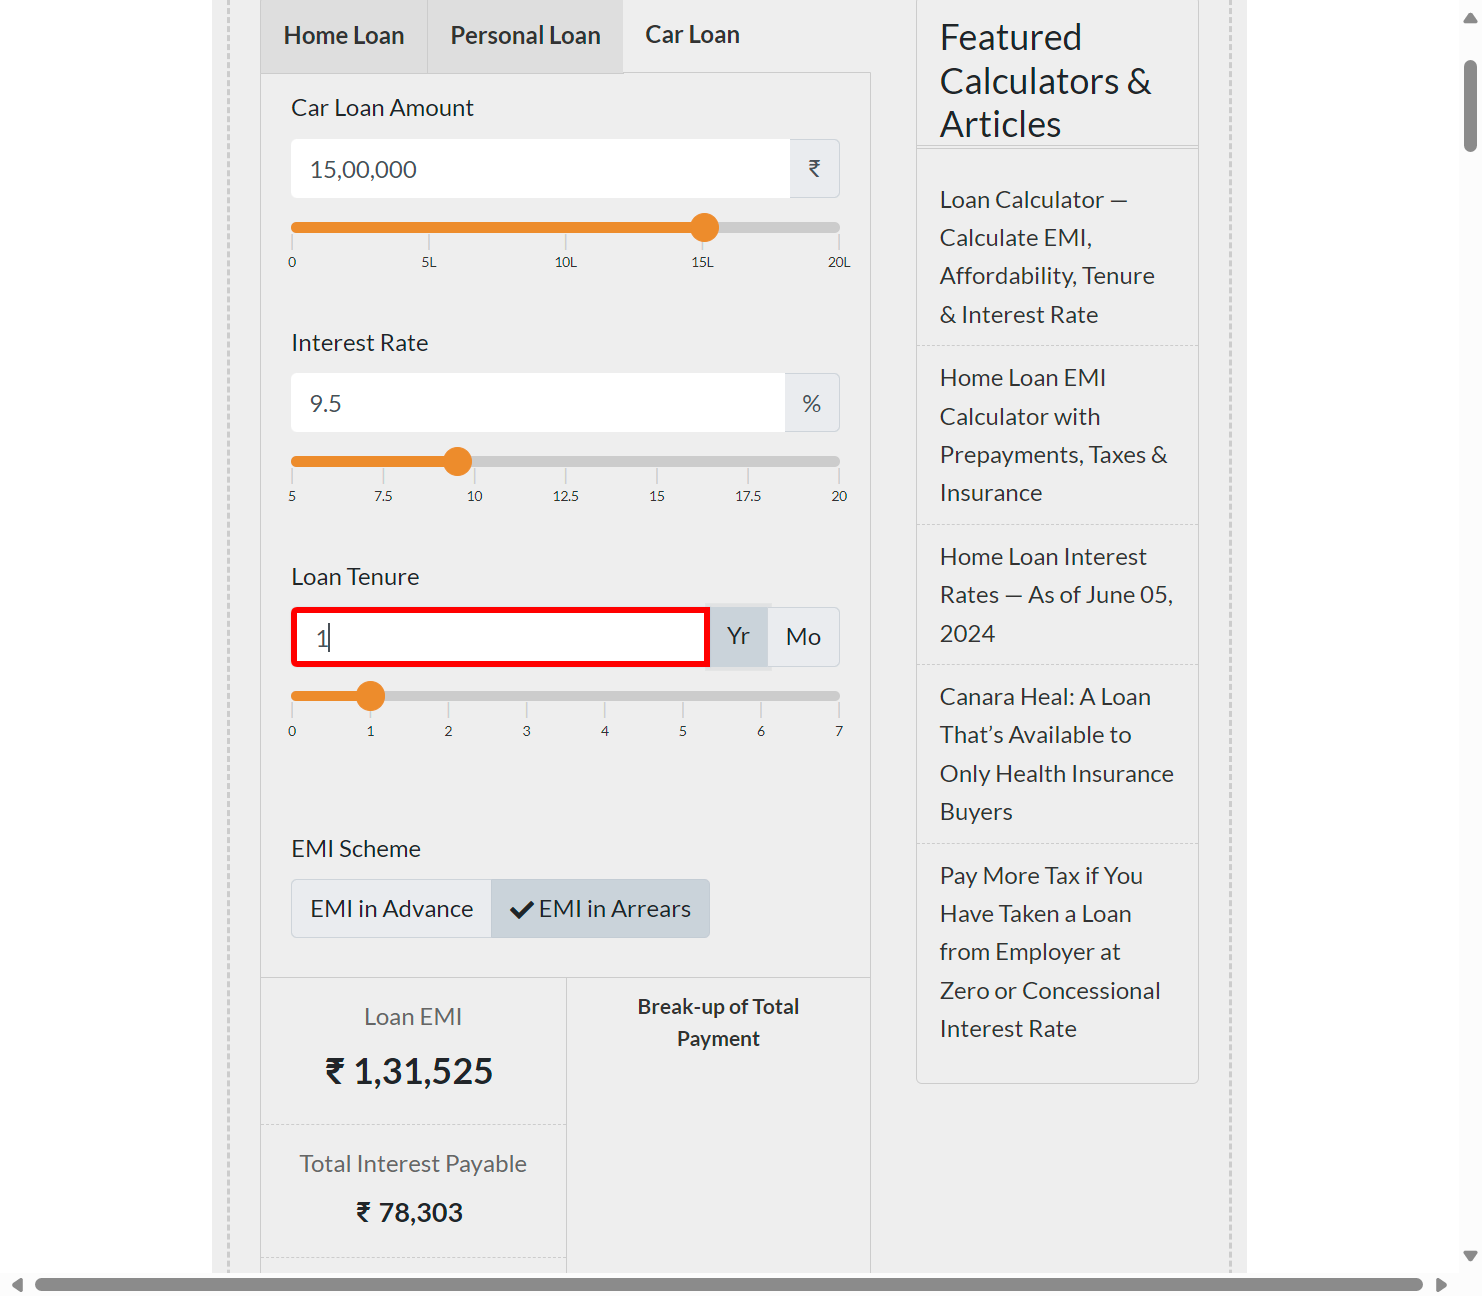 Home Loan
Personal Loan
Car Loan
Car Loan Amount
15,00,000
₹
0
5L
10L
15L
20L
Interest Rate
9.5
%
5
7.5
10
12.5
15
17.5
20
Loan Tenure
1
Yr
Mo
0
1
2
3
4
5
6
7
EMI Scheme
EMI in Advance
EMI in Arrears
Loan EMI
₹ 1,31,525
Total Interest Payable
₹ 78,303
Break-up of Total
Payment
Featured
Calculators &
Articles
Loan Calculator —
Calculate EMI,
Affordability, Tenure
& Interest Rate
Home Loan EMI
Calculator with
Prepayments, Taxes &
Insurance
Home Loan Interest
Rates — As of June 05,
2024
Canara Heal: A Loan
That’s Available to
Only Health Insurance
Buyers
Pay More Tax if You
Have Taken a Loan
from Employer at
Zero or Concessional
Interest Rate